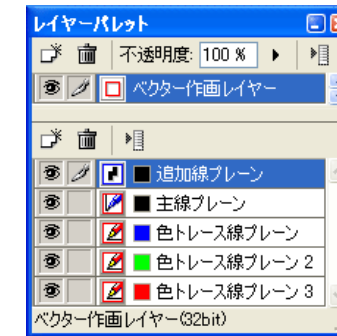 レイヤーパレット
不透明度: 100 %
ベクター作画レイヤー
追加線プレーン
主線プレーン
色トレース線プレーン
色トレース線プレーン 2
色トレース線プレーン 3
ベクター作画レイヤー(32bit)